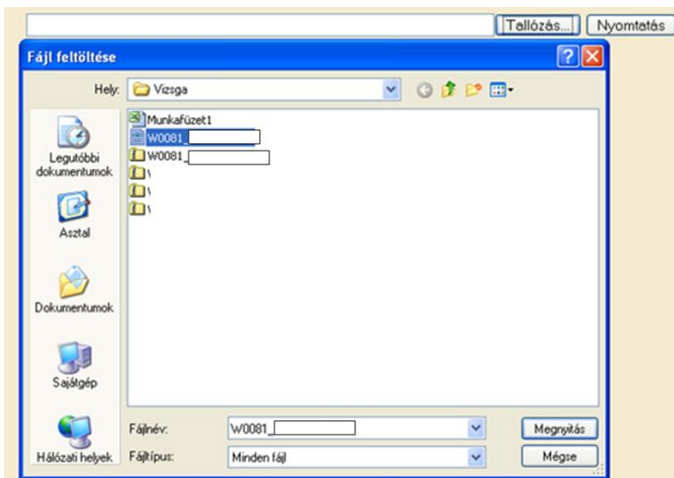 Tallózás... Nyomtatás
Fájl feltöltése
Hely: Vizsga
Munkafüzet1
W0081_
W0081_
\
\
\
Legutóbbi
dokumentumok
Asztal
Dokumentumok
Sajátgép
Hálózati helyek
Fájlnév: W0081_ Megnyitás
Fájltípus: Minden fájl Mégse